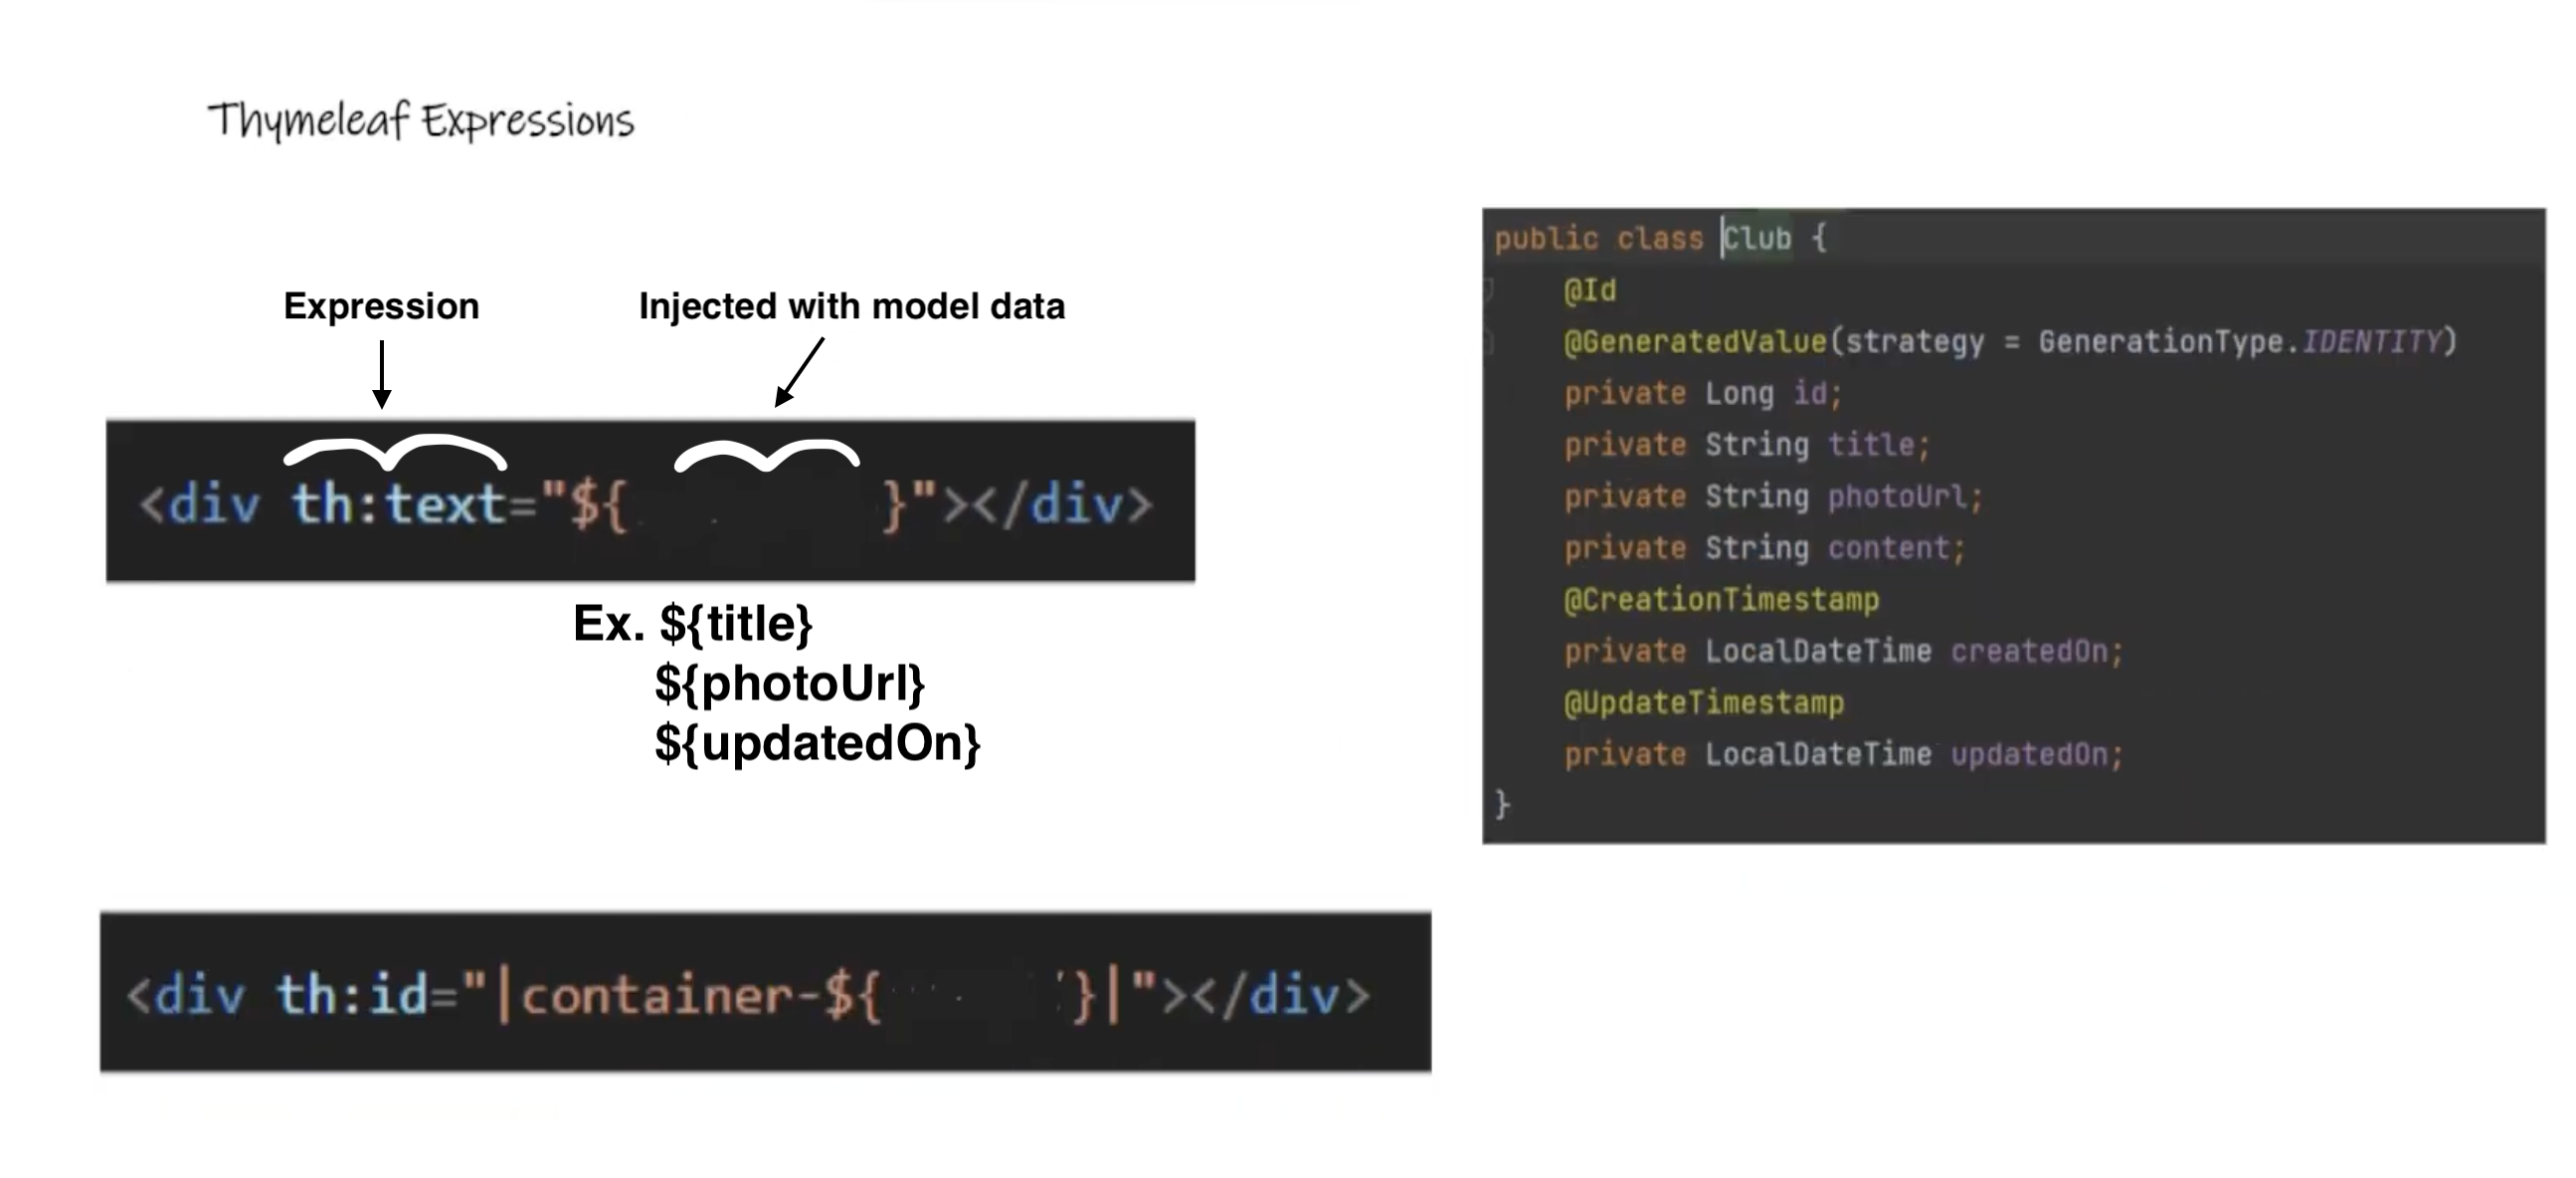 Thymeleaf Expressions
Expression
Injected with model data
<div th:text="${ }"></div>
Ex. ${title}
${photoUrl}
${updatedOn}
<div th:id="|container-${ }|"></div>
public class Club {
@Id
@GeneratedValue(strategy = GenerationType.IDENTITY)
private Long id;
private String title;
private String photoUrl;
private String content;
@CreationTimestamp
private LocalDateTime createdOn;
@UpdateTimestamp
private LocalDateTime updatedOn;
}